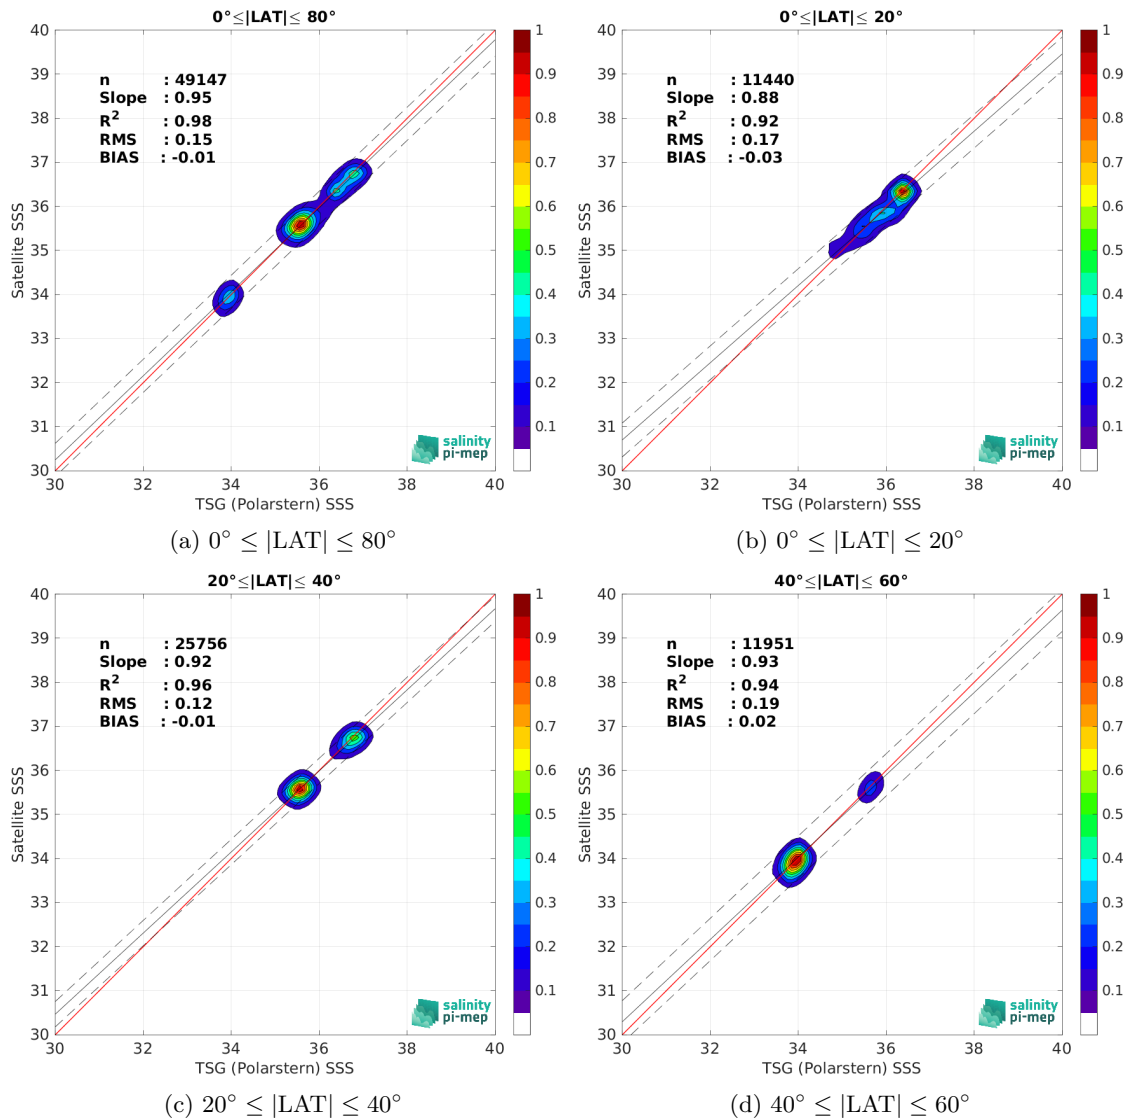 0°≤|LAT|≤ 80°
n : 49147
Slope : 0.95
R² : 0.98
RMS : 0.15
BIAS : -0.01
40
39
38
37
36
35
34
33
32
31
30
30 32 34 36 38 40
Satellite SSS
TSG (Polarstern) SSS
salinity
pi-mep
1
0.9
0.8
0.7
0.6
0.5
0.4
0.3
0.2
0.1
(a) 0° ≤ |LAT| ≤ 80°
0°≤|LAT|≤ 20°
n : 11440
Slope : 0.88
R² : 0.92
RMS : 0.17
BIAS : -0.03
40
39
38
37
36
35
34
33
32
31
30
30 32 34 36 38 40
Satellite SSS
TSG (Polarstern) SSS
salinity
pi-mep
1
0.9
0.8
0.7
0.6
0.5
0.4
0.3
0.2
0.1
(b) 0° ≤ |LAT| ≤ 20°
20°≤|LAT|≤ 40°
n : 25756
Slope : 0.92
R² : 0.96
RMS : 0.12
BIAS : -0.01
40
39
38
37
36
35
34
33
32
31
30
30 32 34 36 38 40
Satellite SSS
TSG (Polarstern) SSS
salinity
pi-mep
1
0.9
0.8
0.7
0.6
0.5
0.4
0.3
0.2
0.1
(c) 20° ≤ |LAT| ≤ 40°
40°≤|LAT|≤ 60°
n : 11951
Slope : 0.93
R² : 0.94
RMS : 0.19
BIAS : 0.02
40
39
38
37
36
35
34
33
32
31
30
30 32 34 36 38 40
Satellite SSS
TSG (Polarstern) SSS
salinity
pi-mep
1
0.9
0.8
0.7
0.6
0.5
0.4
0.3
0.2
0.1
(d) 40° ≤ |LAT| ≤ 60°